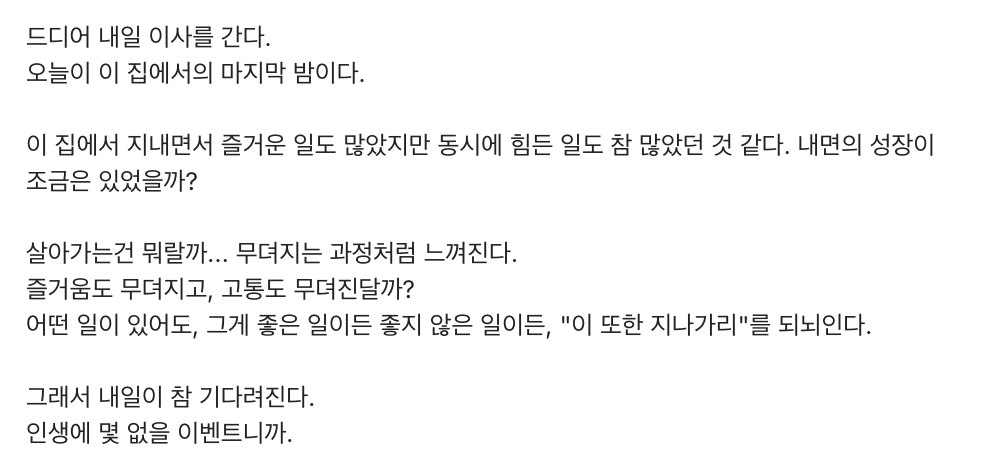 드디어 내일 이사를 간다.
오늘이 이 집에서의 마지막 밤이다.
이 집에서 지내면서 즐거운 일도 많았지만 동시에 힘든 일도 참 많았던 것 같다. 내면의 성장이
조금은 있었을까?
살아가는건 뭐랄까... 무뎌지는 과정처럼 느껴진다.
즐거움도 무뎌지고, 고통도 무뎌진달까?
어떤 일이 있어도, 그게 좋은 일이든 좋지 않은 일이든, "이 또한 지나가리"를 되뇌인다.
그래서 내일이 참 기다려진다.
인생에 몇 없을 이벤트니까.